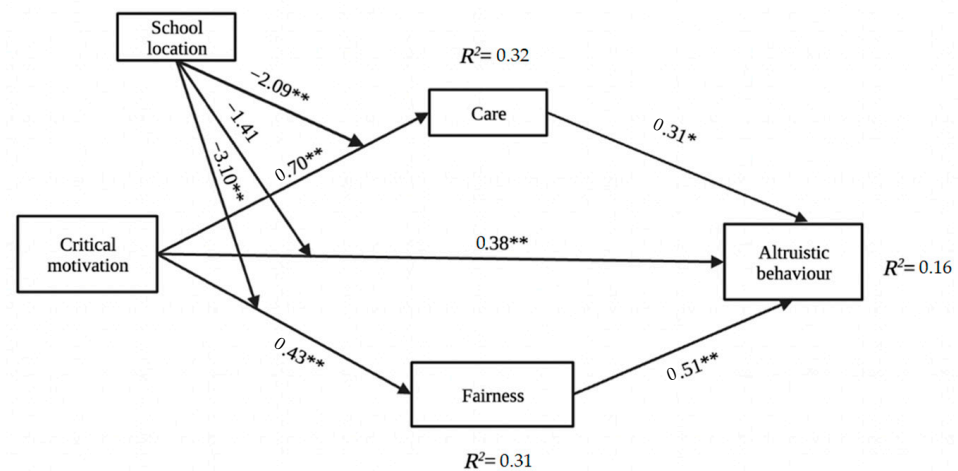 School
location
R²= 0.32
−2.09**
Care
−1.41
0.31*
−3.10**
0.70**
Critical
motivation
0.38**
Altruistic
behaviour
R²= 0.16
0.43**
0.51**
Fairness
R²= 0.31